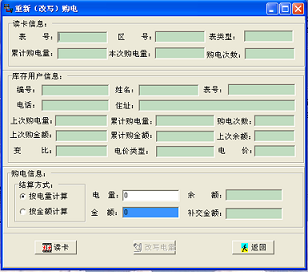 重新（改写）购电
读卡信息:
表 号: 区 号: 表类型:
累计购电量: 本次购电量: 购电次数:
库存用户信息:
编号: 姓名: 表号:
电话: 住址:
上次购电量: 累计购电量: 购电次数:
上次购金额: 累计购金额: 上次余额:
变 比: 电价类型: 电 价:
购电信息:
结算方式:
按电量计算 电 量: 0 余 额:
按金额计算 金 额: 0 补交金额:
读卡 改写电量 返回